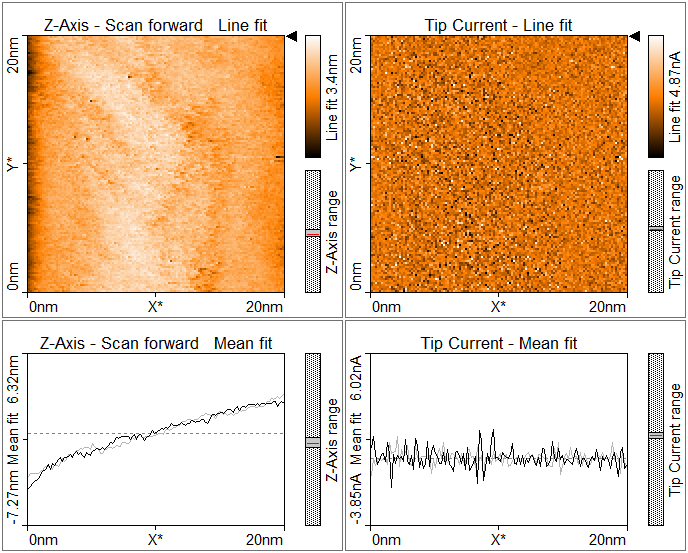 Z-Axis - Scan forward Line fit
20nm
Y*
0nm
0nm
X*
20nm
Line fit 3.4nm
Z-Axis range
Tip Current - Line fit
20nm
Y*
0nm
0nm
X*
20nm
Line fit 4.87nA
Tip Current range
Z-Axis - Scan forward Mean fit
-7.27nm Mean fit 6.32nm
0nm
X*
20nm
Z-Axis range
Tip Current - Mean fit
-3.85nA Mean fit 6.02nA
0nm
X*
20nm
Tip Current range